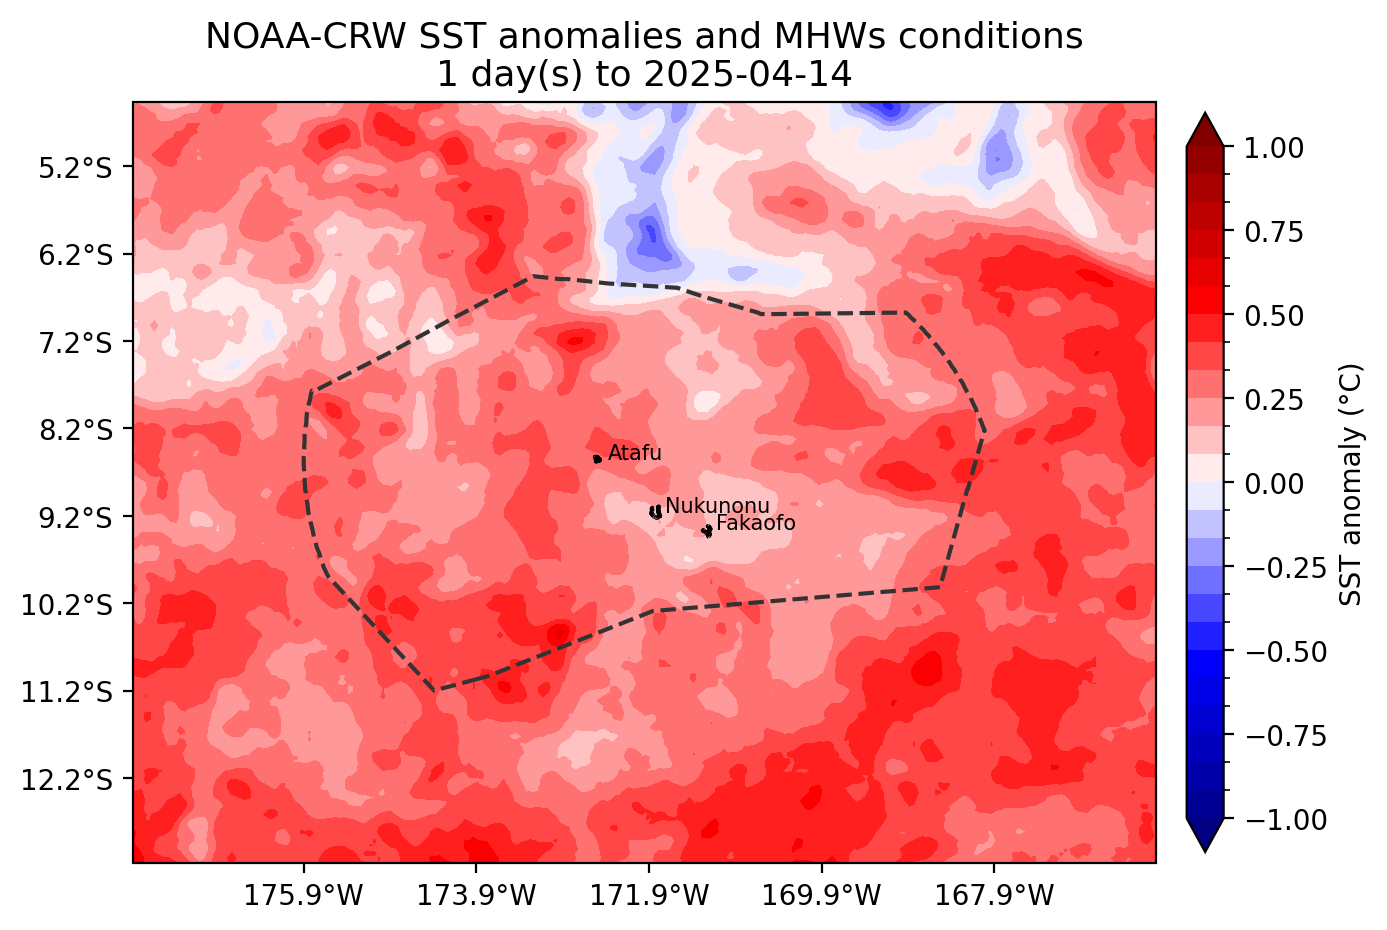 NOAA-CRW SST anomalies and MHWs conditions
1 day(s) to 2025-04-14
5.2°S
6.2°S
7.2°S
8.2°S
9.2°S
10.2°S
11.2°S
12.2°S
Atafu
Nukunonu
Fakaofo
175.9°W
173.9°W
171.9°W
169.9°W
167.9°W
1.00
0.75
0.50
0.25
0.00
−0.25
−0.50
−0.75
−1.00
SST anomaly (°C)